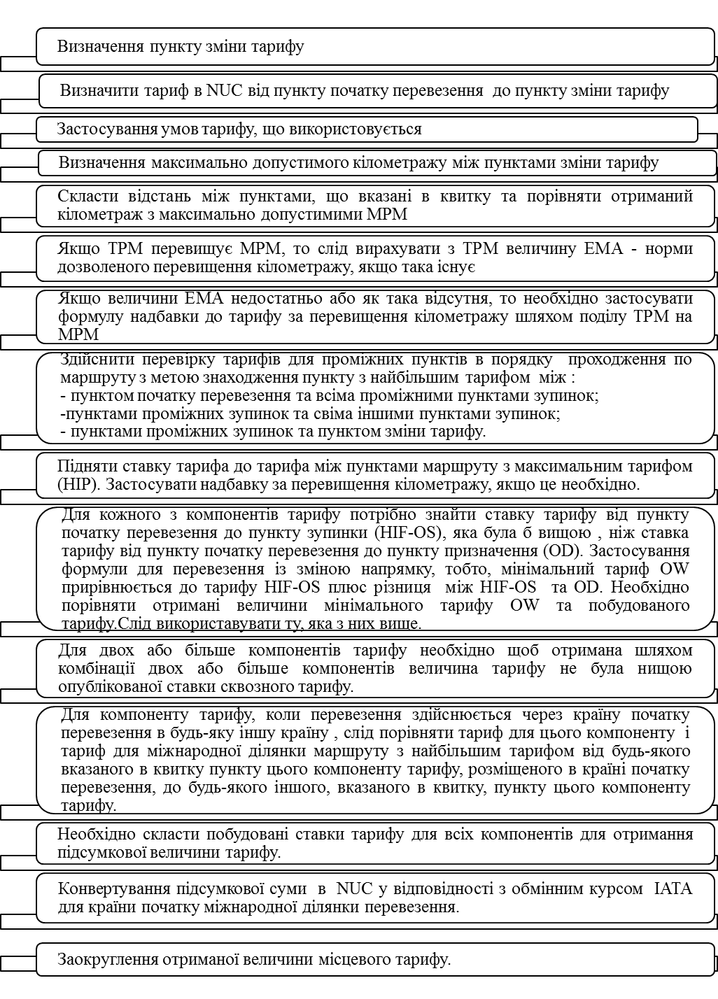 Визначення пункту зміни тарифу
Визначити тариф в NUC від пункту початку перевезення до пункту зміни тарифу
Застосування умов тарифу, що використовується
Визначення максимально допустимого кілометражу між пунктами зміни тарифу
Скласти відстань між пунктами, що вказані в квитку та порівняти отриманий
кілометраж з максимально допустимими MPM
Якщо TPM перевищує MPM, то слід вирахувати з TPM величину EMA - норми
дозволеного перевищення кілометражу, якщо така існує
Якщо величини EMA недостатньо або як така відсутня, то необхідно застосувати
формулу надбавки до тарифу за перевищення кілометражу шляхом поділу TPM на
MPM
Здійснити перевірку тарифів для проміжних пунктів в порядку проходження по
маршруту з метою знаходження пункту з найбільшим тарифом між :
- пунктом початку перевезення та всіма проміжними пунктами зупинок;
-пунктами проміжних зупинок та свіма іншими пунктами зупинок;
- пунктами проміжних зупинок та пунктом зміни тарифу.
Підняти ставку тарифа до тарифа між пунктами маршруту з максимальним тарифом
(HIP). Застосувати надбавку за перевищення кілометражу, якщо це необхідно.
Для кожного з компонентів тарифу потрібно знайти ставку тарифу від пункту
початку перевезення до пункту зупинки (HIF-OS), яка була б вищою , ніж ставка
тарифу від пункту початку перевезення до пункту призначення (OD). Застосування
формули для перевезення із зміною напрямку, тобто, мінімальний тариф OW
прирівнюється до тарифу HIF-OS плюс різниця між HIF-OS та OD. Необхідно
порівняти отримані величини мінімального тарифу OW та побудованого
тарифу.Слід використавувати ту, яка з них вище.
Для двох або більше компонентів тарифу необхідно щоб отримана шляхом
комбінації двох або більше компонентів величина тарифу не була нищою
опублікованої ставки сквозного тарифу.
Для компоненту тарифу, коли перевезення здійснюється через країну початку
перевезення в будь-яку іншу країну , слід порівняти тариф для цього компоненту і
тариф для міжнародної ділянки маршруту з найбільшим тарифом від будь-якого
вказаного в квитку пункту цього компоненту тарифу, розміщеного в країні початку
перевезення, до будь-якого іншого, вказаного в квитку, пункту цього компоненту
тарифу.
Необхідно скласти побудовані ставки тарифу для всіх компонентів для отримання
підсумкової величини тарифу.
Конвертування підсумкової суми в NUC у відповідності з обмінним курсом IATA
для країни початку міжнародної ділянки перевезення.
Заокруглення отриманої величини місцевого тарифу.